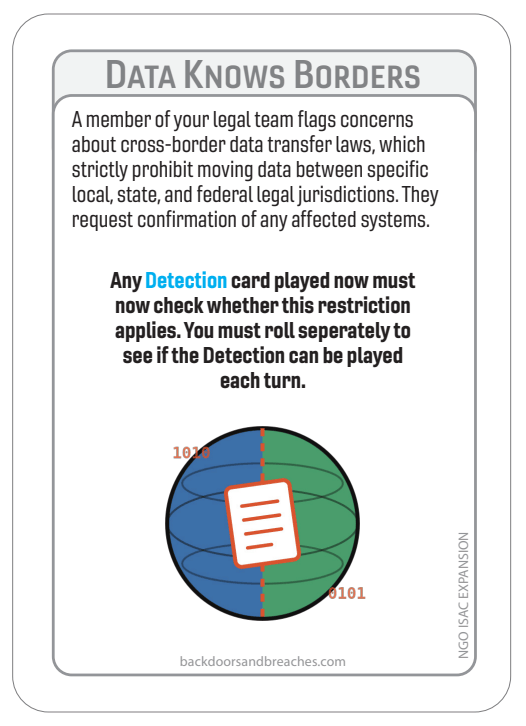 DATA KNOWS BORDERS
A member of your legal team flags concerns
about cross-border data transfer laws, which
strictly prohibit moving data between specific
local, state, and federal legal jurisdictions. They
request confirmation of any affected systems.
Any Detection card played now must
now check whether this restriction
applies. You must roll seperately to
see if the Detection can be played
each turn.
1010
0101
NGO ISAC EXPANSION
backdoorsandbreaches.com